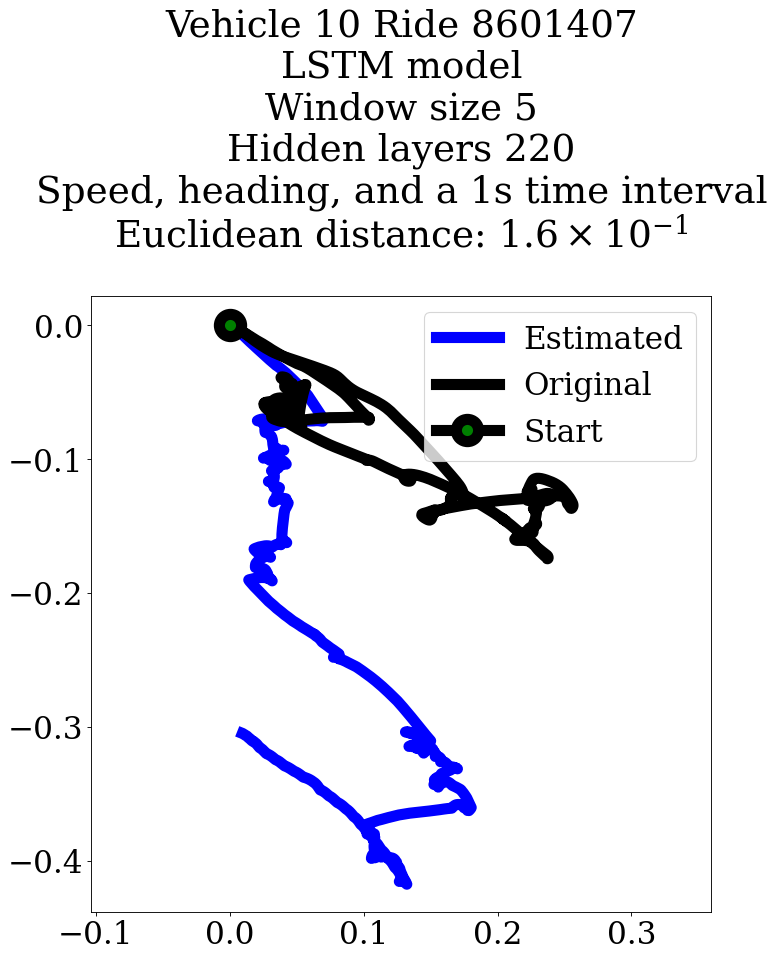 Vehicle 10 Ride 8601407
LSTM model
Window size 5
Hidden layers 220
Speed, heading, and a 1s time interval
Euclidean distance: 1.6 × 10⁻¹
Estimated
Original
Start
0.0
−0.1
−0.2
−0.3
−0.4
−0.1 0.0 0.1 0.2 0.3